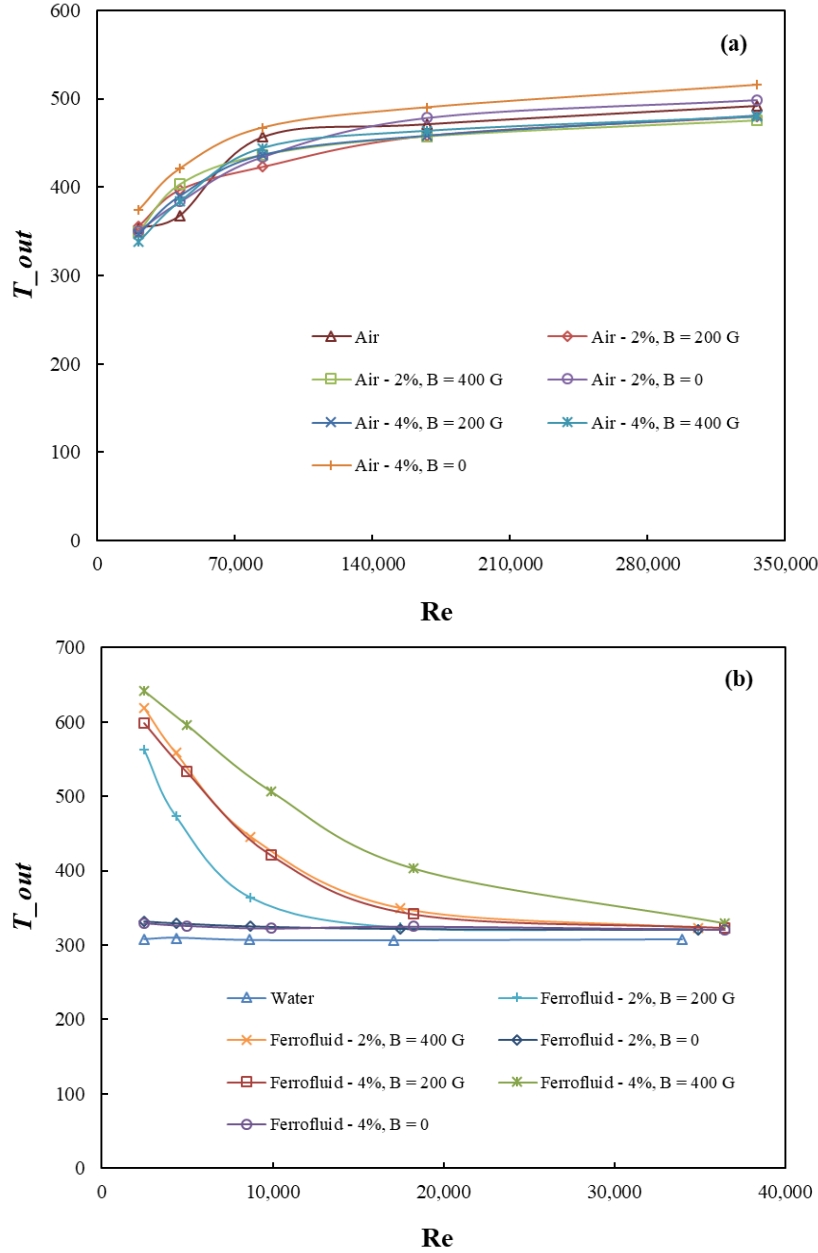 600
(a)
500
400
300
200
100
0
T_out
Air
Air - 2%, B = 200 G
Air - 2%, B = 400 G
Air - 2%, B = 0
Air - 4%, B = 200 G
Air - 4%, B = 400 G
Air - 4%, B = 0
0 70,000 140,000 210,000 280,000 350,000
Re
700
(b)
600
500
400
300
200
100
0
T_out
Water
Ferrofluid - 2%, B = 200 G
Ferrofluid - 2%, B = 400 G
Ferrofluid - 2%, B = 0
Ferrofluid - 4%, B = 200 G
Ferrofluid - 4%, B = 400 G
Ferrofluid - 4%, B = 0
0 10,000 20,000 30,000 40,000
Re